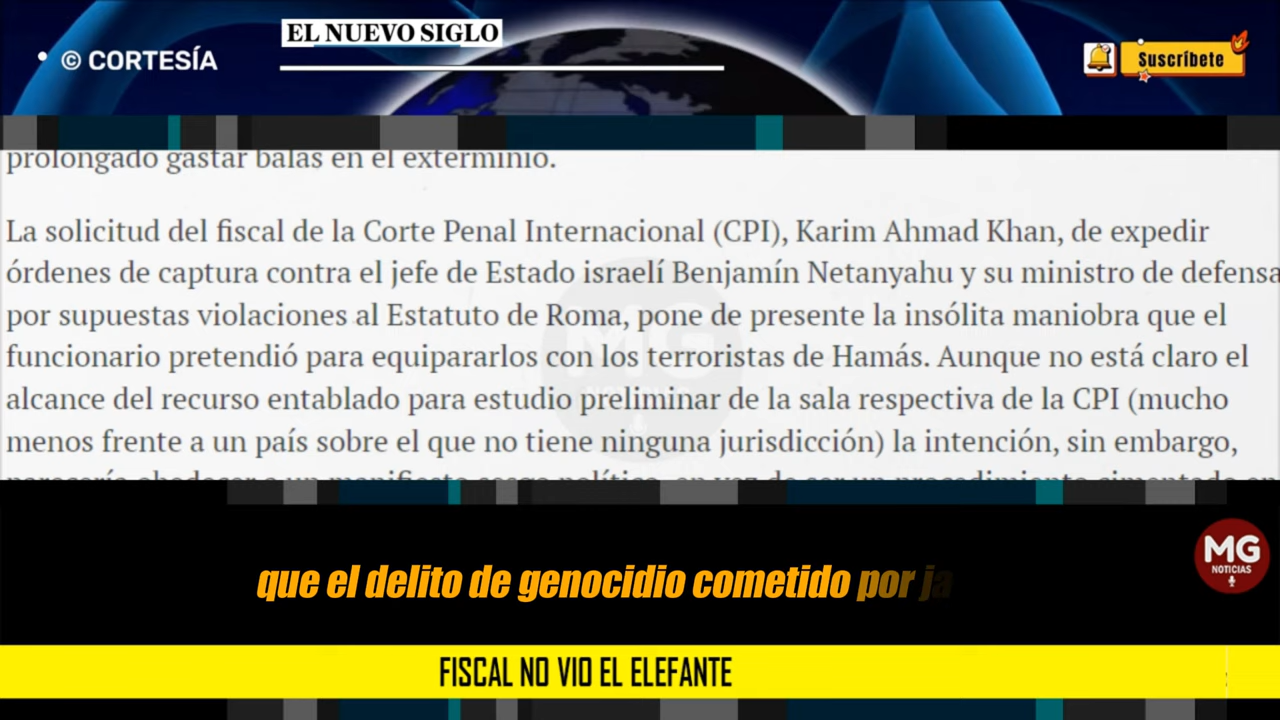 EL NUEVO SIGLO
© CORTESÍA
Suscríbete
prolongado gastar balas en el exterminio.
La solicitud del fiscal de la Corte Penal Internacional (CPI), Karim Ahmad Khan, de expedir
órdenes de captura contra el jefe de Estado israelí Benjamín Netanyahu y su ministro de defensa
por supuestas violaciones al Estatuto de Roma, pone de presente la insólita maniobra que el
funcionario pretendió para equipararlos con los terroristas de Hamás. Aunque no está claro el
alcance del recurso entablado para estudio preliminar de la sala respectiva de la CPI (mucho
menos frente a un país sobre el que no tiene ninguna jurisdicción) la intención, sin embargo,
MG
NOTICIAS
que el delito de genocidio cometido por
MG
NOTICIAS
FISCAL NO VIO EL ELEFANTE